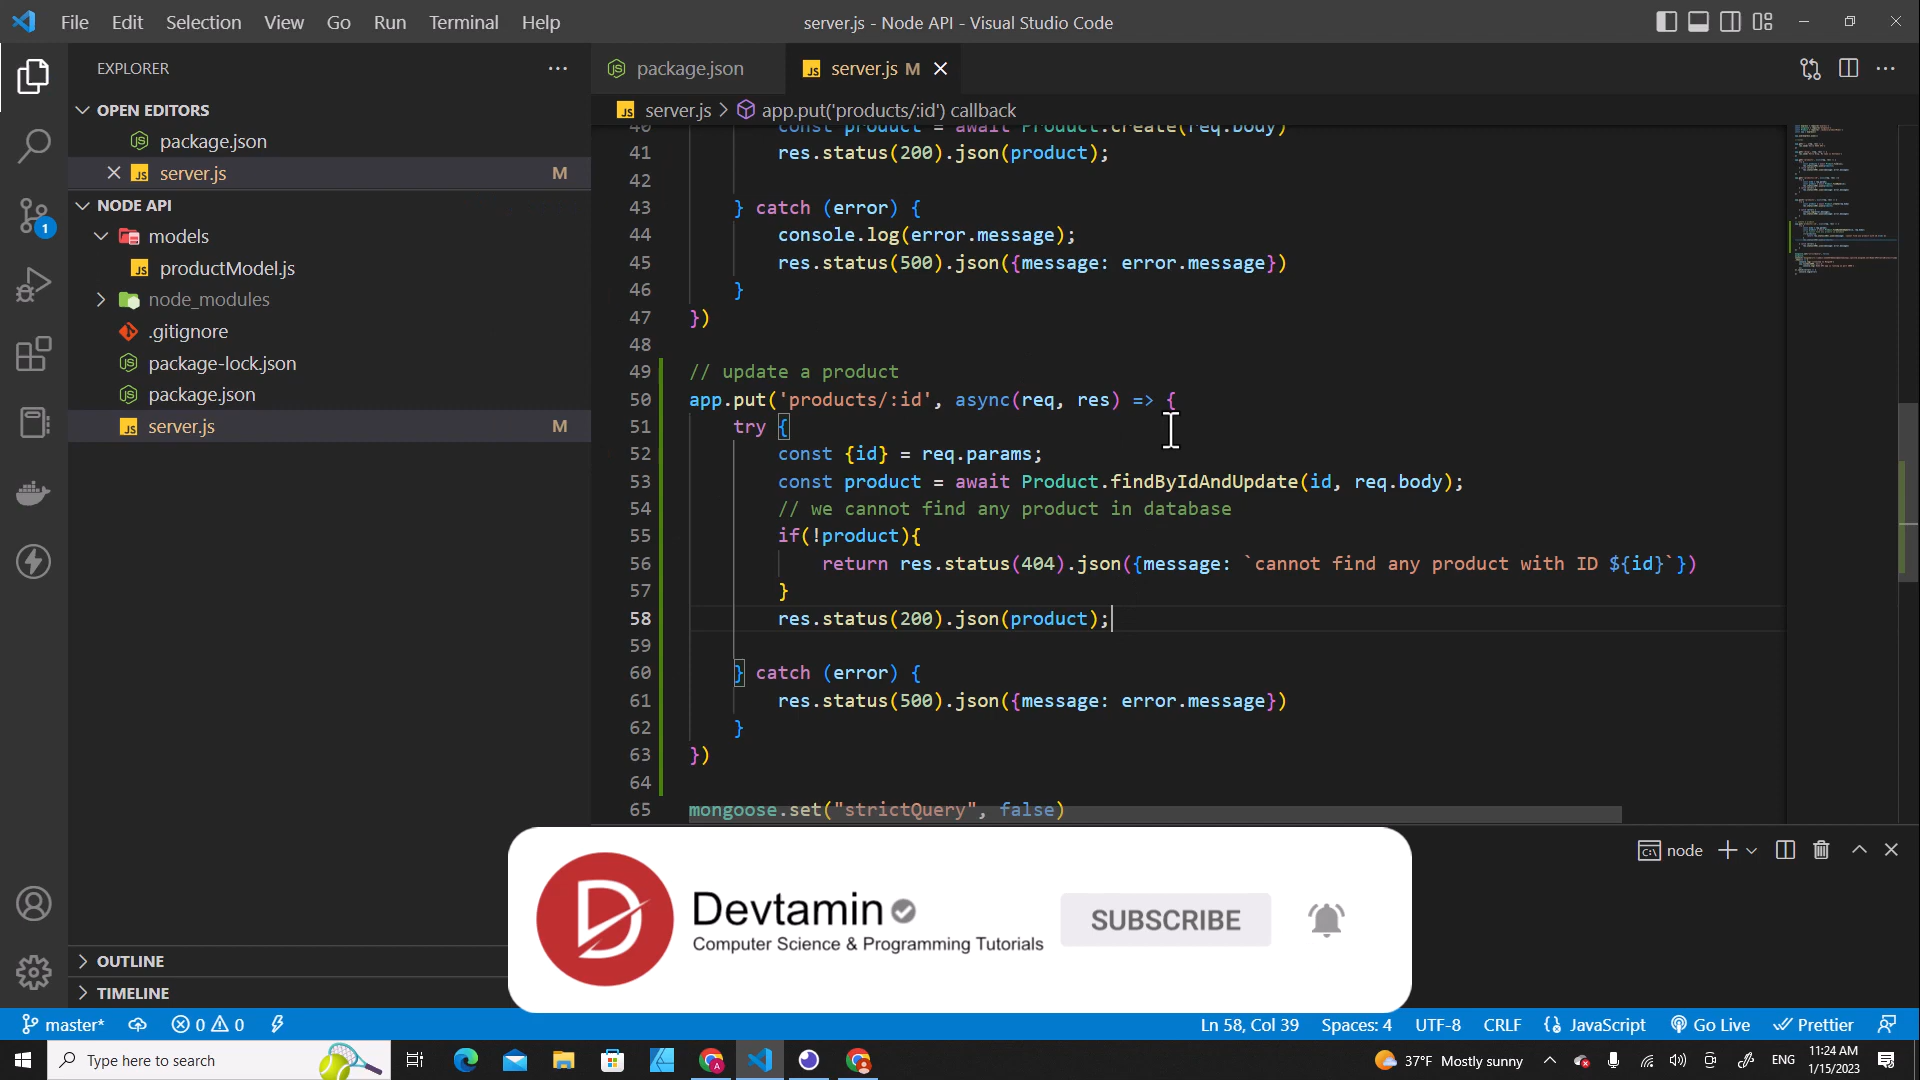 File Edit Selection View Go Run Terminal Help
server.js - Node API - Visual Studio Code
EXPLORER
OPEN EDITORS
package.json
server.js M
NODE API
models
productModel.js
node_modules
.gitignore
package-lock.json
package.json
server.js M
OUTLINE
TIMELINE
package.json
server.js M
server.js > app.put('products/:id') callback
40 const product = await Product.create(req.body)
41 res.status(200).json(product);
42
43 } catch (error) {
44 console.log(error.message);
45 res.status(500).json({message: error.message})
46 }
47 })
48
49 // update a product
50 app.put('products/:id', async(req, res) => {
51 try {
52 const {id} = req.params;
53 const product = await Product.findByIdAndUpdate(id, req.body);
54 // we cannot find any product in database
55 if(!product){
56 return res.status(404).json({message: `cannot find any product with ID ${id}`})
57 }
58 res.status(200).json(product);
59
60 } catch (error) {
61 res.status(500).json({message: error.message})
62 }
63 })
64
65 mongoose.set("strictQuery", false)
node
Devtamin
Computer Science & Programming Tutorials
SUBSCRIBE
1
master* 0 0 Ln 58, Col 39 Spaces: 4 UTF-8 CRLF {} JavaScript Go Live Prettier
Type here to search
37°F Mostly sunny
ENG
11:24 AM
1/15/2023